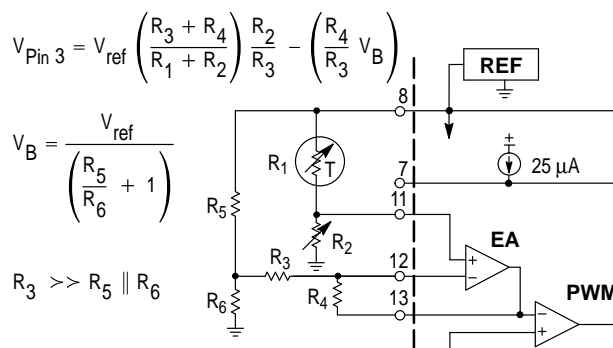 V_Pin 3 = V_ref ( (R_3 + R_4) / (R_1 + R_2) ) R_2 / R_3 − ( R_4 / R_3 V_B )
V_B = V_ref / ( R_5 / R_6 + 1 )
R_3 >> R_5 ∥ R_6
REF
8
R_1
T
7
+
25 µA
11
R_5
R_2
EA
+
−
R_3
12
R_6
R_4
13
PWM
−
+